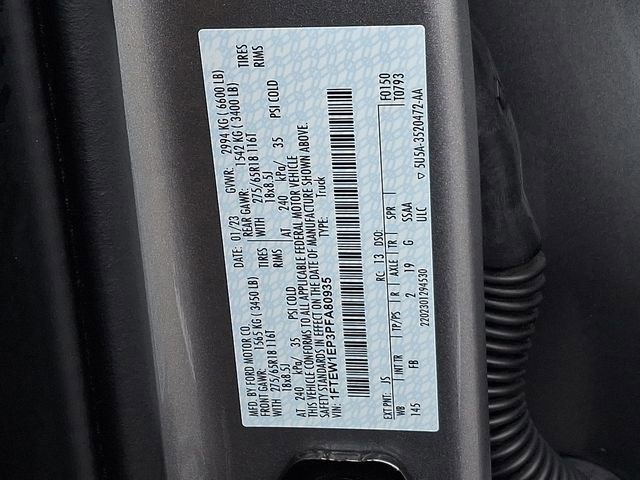 MFD. BY FORD MOTOR CO.
DATE: 01/23 GVWR: 2994 KG ( 6600 LB)
FRONT GAWR: 1565 KG (3450 LB) REAR GAWR: 1542 KG ( 3400 LB)
275/65R18 116T WITH TIRES 275/65R18 116T WITH TIRES
18x8.5J RIMS 18x8.5J RIMS
AT 240 kPa/ 35 PSI COLD AT 240 kPa/ 35 PSI COLD
THIS VEHICLE CONFORMS TO ALL APPLICABLE FEDERAL MOTOR VEHICLE
SAFETY STANDARDS IN EFFECT ON THE DATE OF MANUFACTURE SHOWN ABOVE.
VIN: 1FTEW1EP3PFA80935 TYPE: Truck
F0150
T0793
EXT PNT: JS RC: 13 DSO:
WB INT TR TP/PS R AXLE TR SPR
145 FB 2 19 G SSAA
2202301294530 ULC
▽ 5U5A-3520472-AA